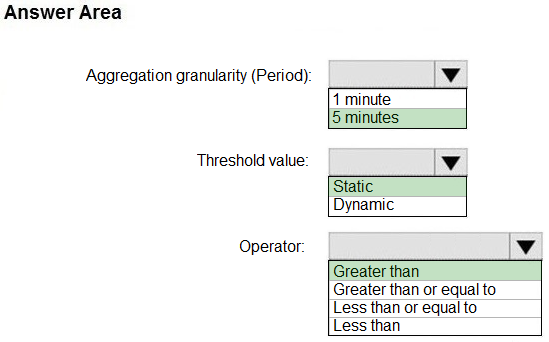 Answer Area
Aggregation granularity (Period):
1 minute
5 minutes
Threshold value:
Static
Dynamic
Operator:
Greater than
Greater than or equal to
Less than or equal to
Less than